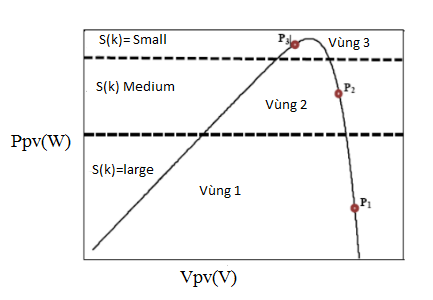 S(k)= Small
P3
Vùng 3
S(k) Medium
P2
Vùng 2
Ppv(W)
S(k)=large
Vùng 1
P1
Vpv(V)